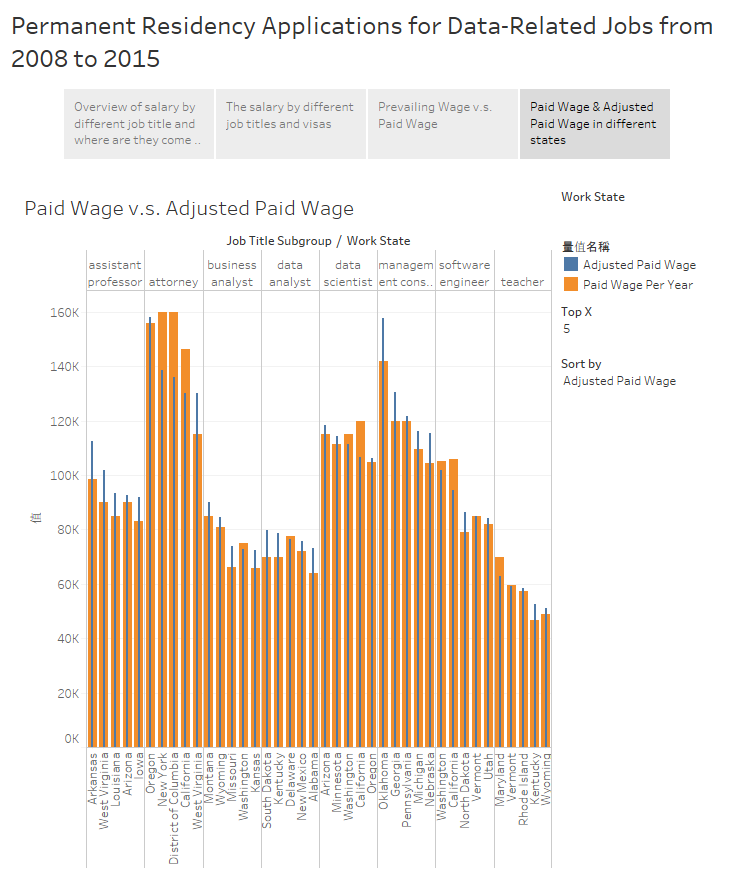 Permanent Residency Applications for Data-Related Jobs from
2008 to 2015
Overview of salary by
different job title and
where are they come ..
The salary by different
job titles and visas
Prevailing Wage v.s.
Paid Wage
Paid Wage & Adjusted
Paid Wage in different
states
Paid Wage v.s. Adjusted Paid Wage
Job Title Subgroup / Work State
assistant
professor
attorney
business
analyst
data
analyst
data
scientist
managem
ent cons..
software
engineer
teacher
160K
140K
120K
100K
80K
60K
40K
20K
0K
值
Arkansas
West Virginia
Louisiana
Arizona
Iowa
Oregon
New York
District of Columbia
California
West Virginia
Montana
Wyoming
Missouri
Washington
Kansas
South Dakota
Kentucky
Delaware
New Mexico
Alabama
Arizona
Minnesota
Washington
California
Oregon
Oklahoma
Georgia
Pennsylvania
Michigan
Nebraska
Washington
California
North Dakota
Vermont
Utah
Maryland
Vermont
Rhode Island
Kentucky
Wyoming
Work State
量值名稱
Adjusted Paid Wage
Paid Wage Per Year
Top X
5
Sort by
Adjusted Paid Wage